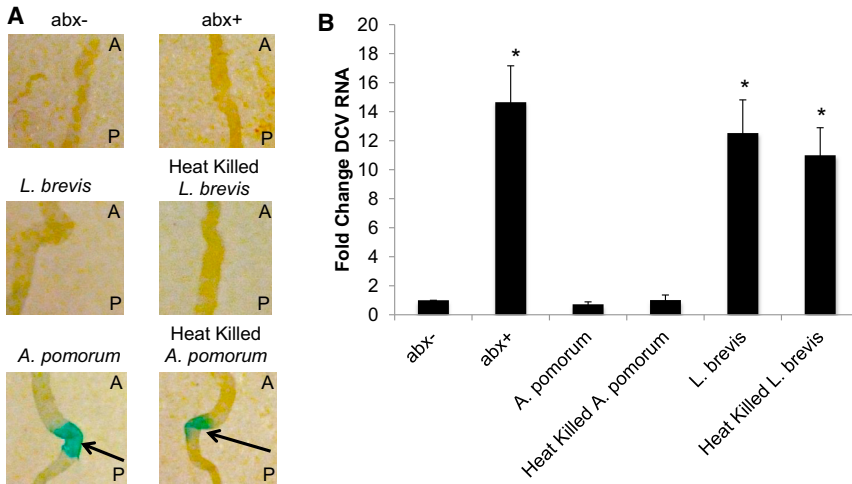 A
abx-
abx+
A
P
A
P
L. brevis
Heat Killed
L. brevis
A
P
A
P
A. pomorum
Heat Killed
A. pomorum
A
P
A
P
B
Fold Change DCV RNA
20
18
16
14
12
10
8
6
4
2
0
*
*
*
abx-
abx+
A. pomorum
Heat Killed A. pomorum
L. brevis
Heat Killed L. brevis